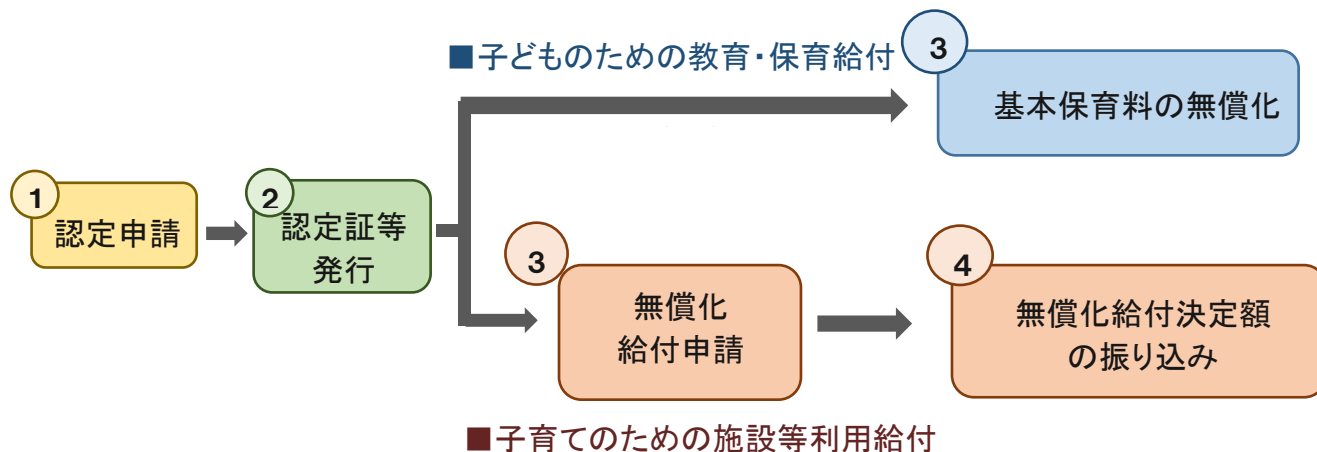 ■子どものための教育・保育給付
3
基本保育料の無償化
1
認定申請
2
認定証等
発行
3
無償化
給付申請
4
無償化給付決定額
の振り込み
■子育てのための施設等利用給付